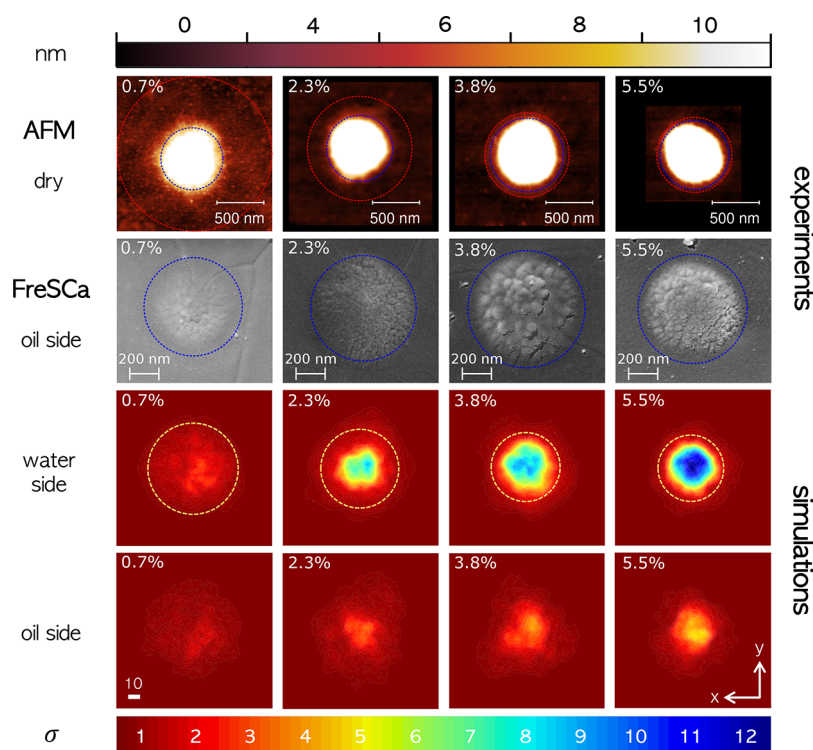 0 4 6 8 10
nm
AFM
dry
0.7% 2.3% 3.8% 5.5%
500 nm 500 nm 500 nm 500 nm
experiments
FreSCa
oil side
0.7% 2.3% 3.8% 5.5%
200 nm 200 nm 200 nm 200 nm
water
side
0.7% 2.3% 3.8% 5.5%
simulations
oil side
0.7% 2.3% 3.8% 5.5%
10
y
x
σ 1 2 3 4 5 6 7 8 9 10 11 12